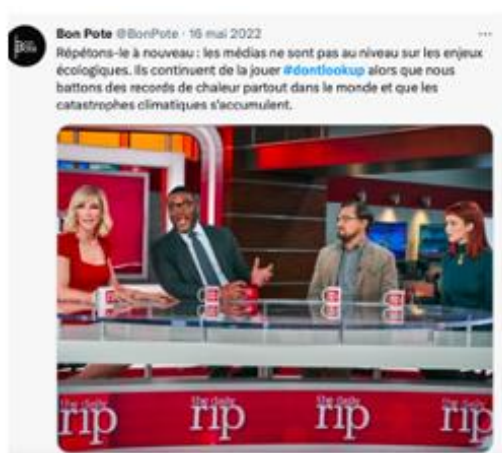 BON POTE
Bon Pote @BonPote · 16 mai 2022
Répétons-le à nouveau : les médias ne sont pas au niveau sur les enjeux
écologiques. Ils continuent de la jouer #dontlookup alors que nous
battons des records de chaleur partout dans le monde et que les
catastrophes climatiques s'accumulent.
the daily the daily the daily the daily
rip rip rip rip